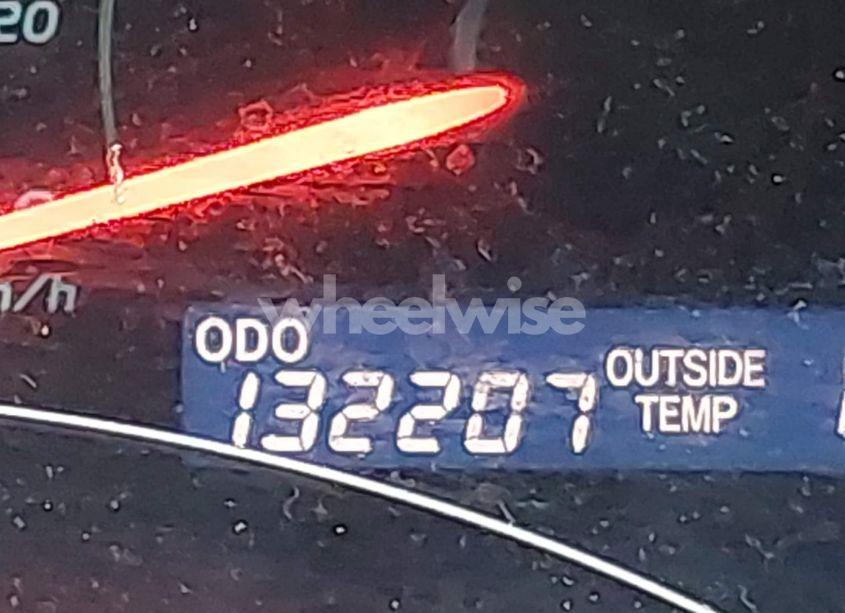 20
m/h
wheelwise
ODO
132207
OUTSIDE
TEMP